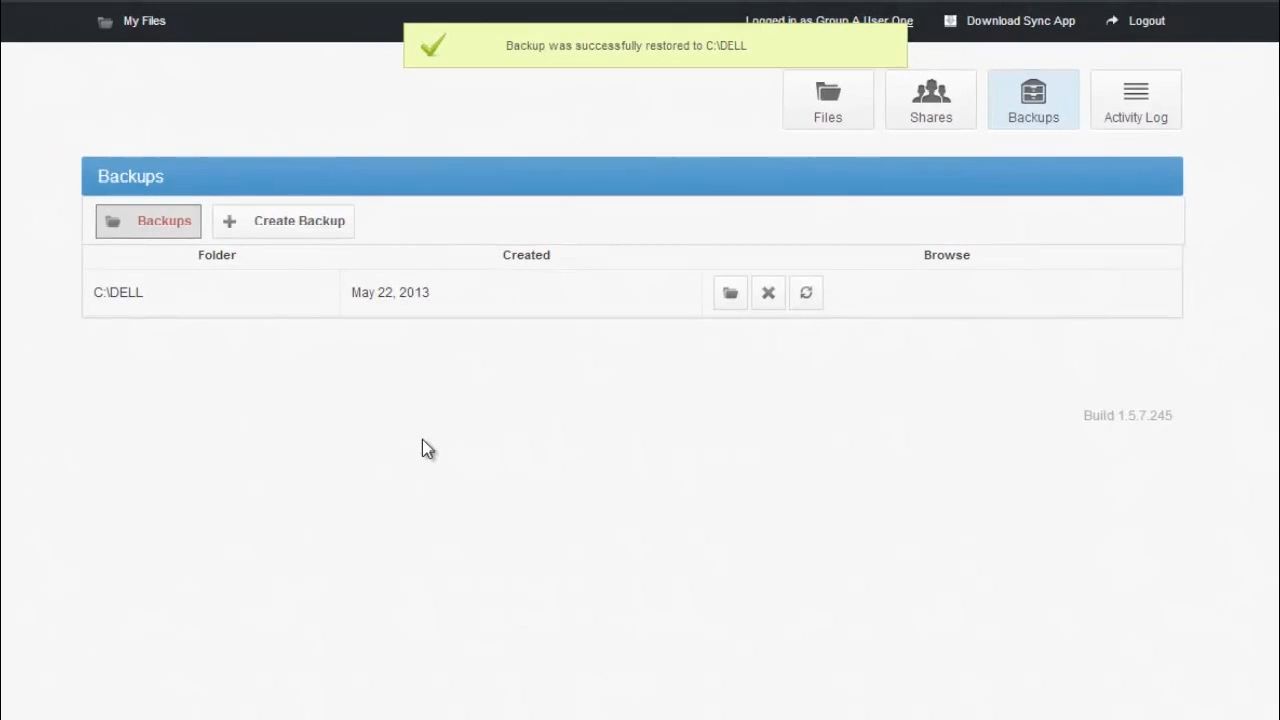 My Files
Logged in as Group A User One
Download Sync App
Logout
Backup was successfully restored to C:\DELL
Files
Shares
Backups
Activity Log
Backups
Backups
Create Backup
Folder
Created
Browse
C:\DELL
May 22, 2013
Build 1.5.7.245